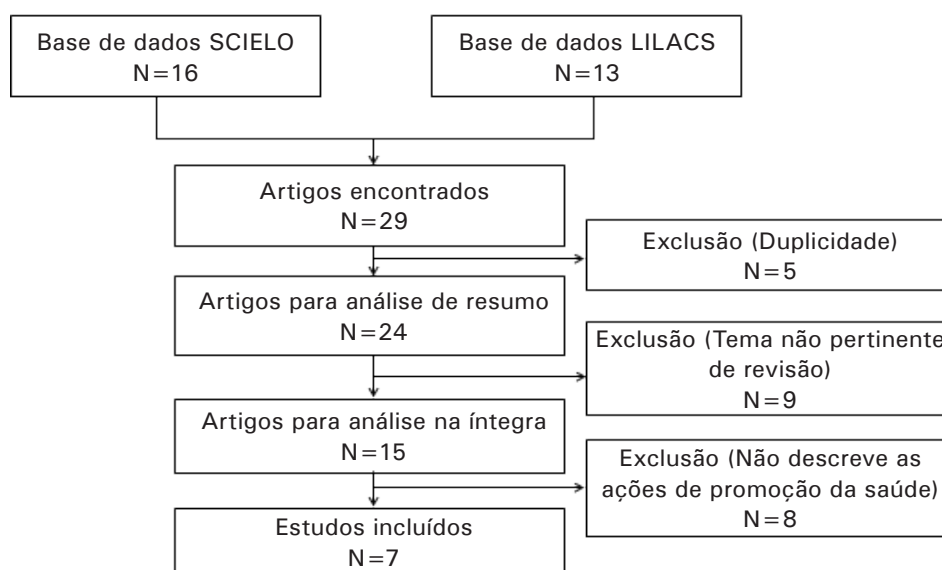 Base de dados SCIELO
N=16
Base de dados LILACS
N=13
Artigos encontrados
N=29
Exclusão (Duplicidade)
N=5
Artigos para análise de resumo
N=24
Exclusão (Tema não pertinente
de revisão)
N=9
Artigos para análise na íntegra
N=15
Exclusão (Não descreve as
ações de promoção da saúde)
N=8
Estudos incluídos
N=7